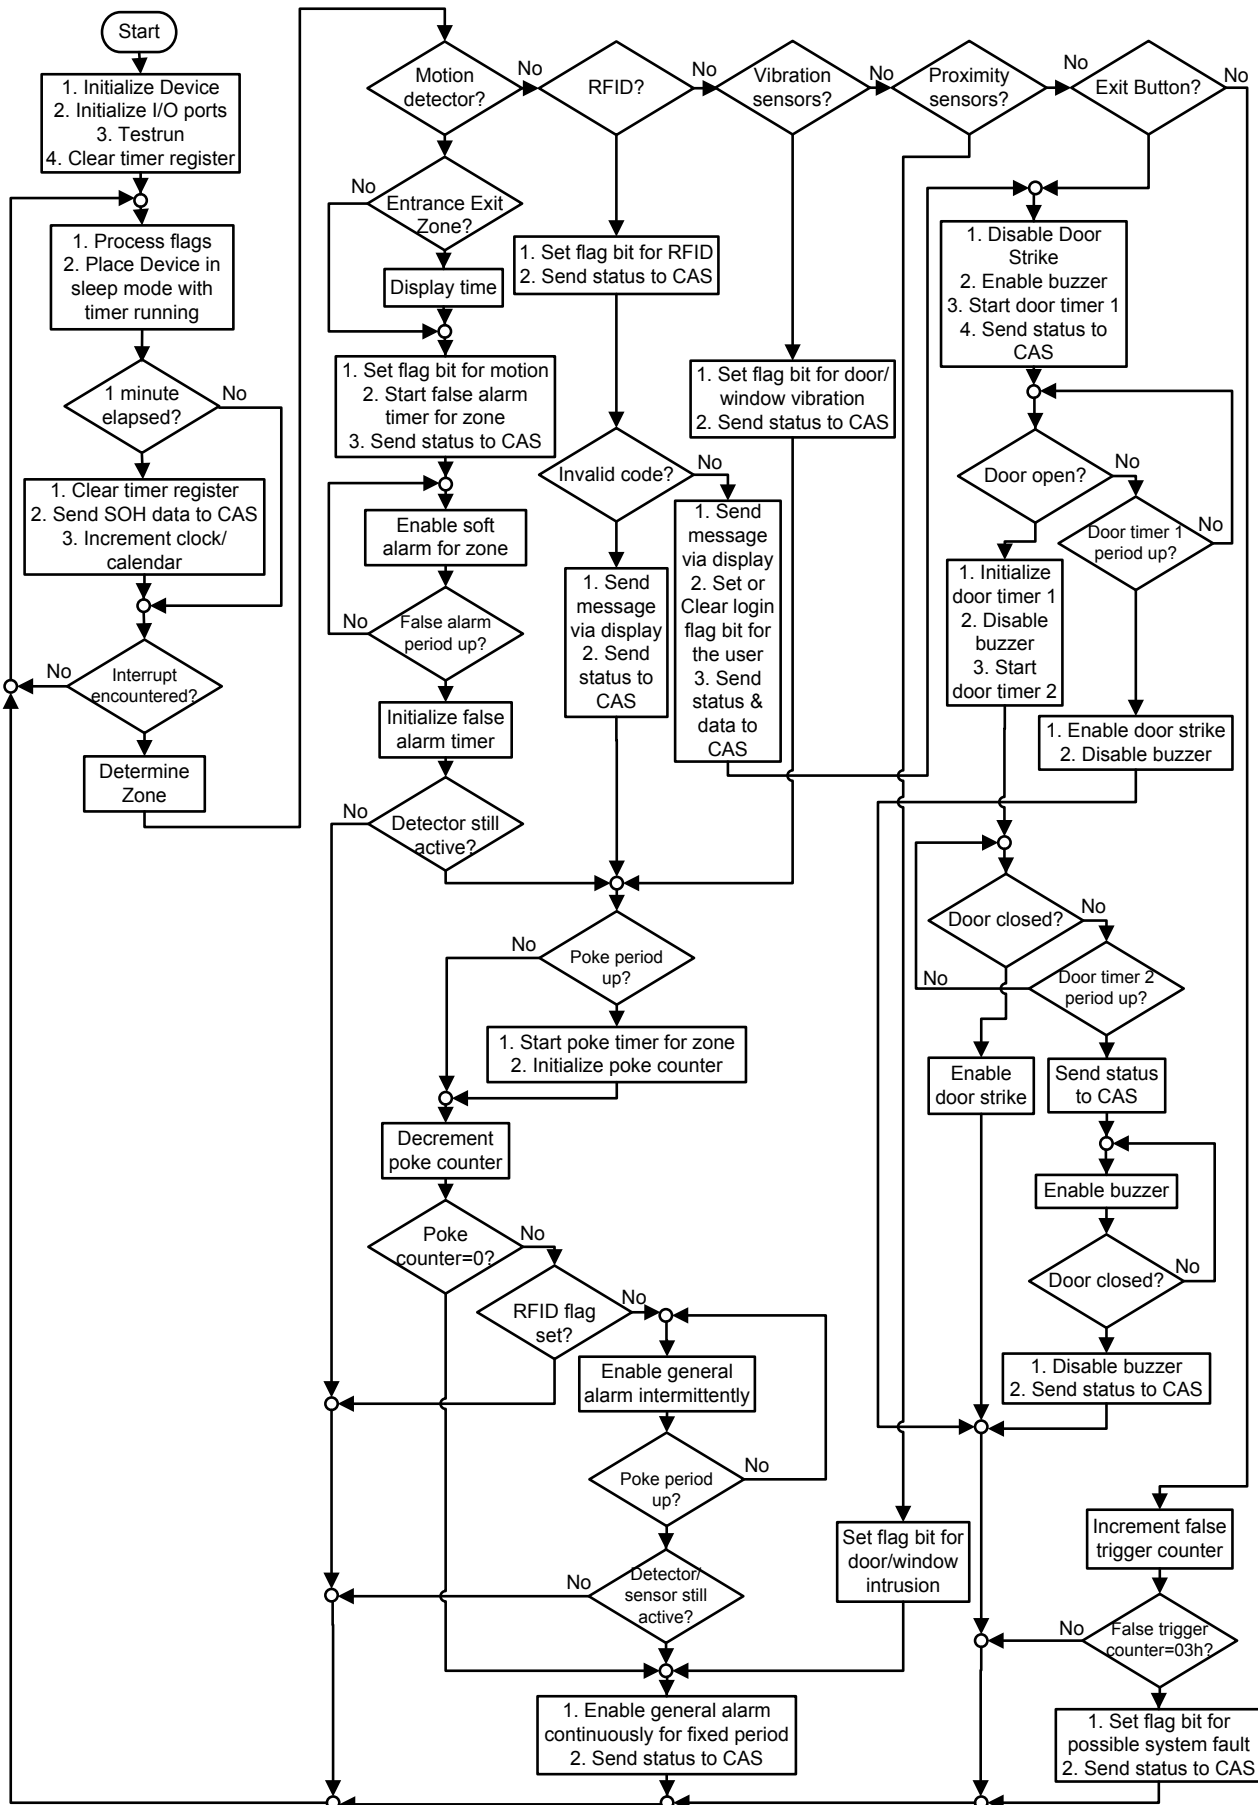 Start
1. Initialize Device
2. Initialize I/O ports
3. Testrun
4. Clear timer register
1. Process flags
2. Place Device in
sleep mode with
timer running
1 minute
elapsed?
No
1. Clear timer register
2. Send SOH data to CAS
3. Increment clock/
calendar
Interrupt
encountered?
No
Determine
Zone
Motion
detector?
No
RFID?
No
Vibration
sensors?
No
Proximity
sensors?
No
Exit Button?
No
Entrance Exit
Zone?
No
Display time
1. Set flag bit for motion
2. Start false alarm
timer for zone
3. Send status to CAS
Enable soft
alarm for zone
False alarm
period up?
No
Initialize false
alarm timer
Detector still
active?
No
1. Set flag bit for RFID
2. Send status to CAS
Invalid code?
No
1. Send
message
via display
2. Send
status to
CAS
1. Send
message
via display
2. Set or
Clear login
flag bit for
the user
3. Send
status &
data to
CAS
1. Set flag bit for door/
window vibration
2. Send status to CAS
Poke period
up?
No
1. Start poke timer for zone
2. Initialize poke counter
Decrement
poke counter
Poke
counter=0?
No
RFID flag
set?
No
Enable general
alarm intermittently
Poke period
up?
No
Detector/
sensor still
active?
No
1. Enable general alarm
continuously for fixed period
2. Send status to CAS
Set flag bit for
door/window
intrusion
1. Disable Door
Strike
2. Enable buzzer
3. Start door timer 1
4. Send status to
CAS
Door open?
No
Door timer 1
period up?
No
1. Initialize
door timer 1
2. Disable
buzzer
3. Start
door timer 2
1. Enable door strike
2. Disable buzzer
Door closed?
No
Door timer 2
period up?
No
Enable
door strike
Send status
to CAS
Enable buzzer
Door closed?
No
1. Disable buzzer
2. Send status to CAS
Increment false
trigger counter
False trigger
counter=03h?
No
1. Set flag bit for
possible system fault
2. Send status to CAS